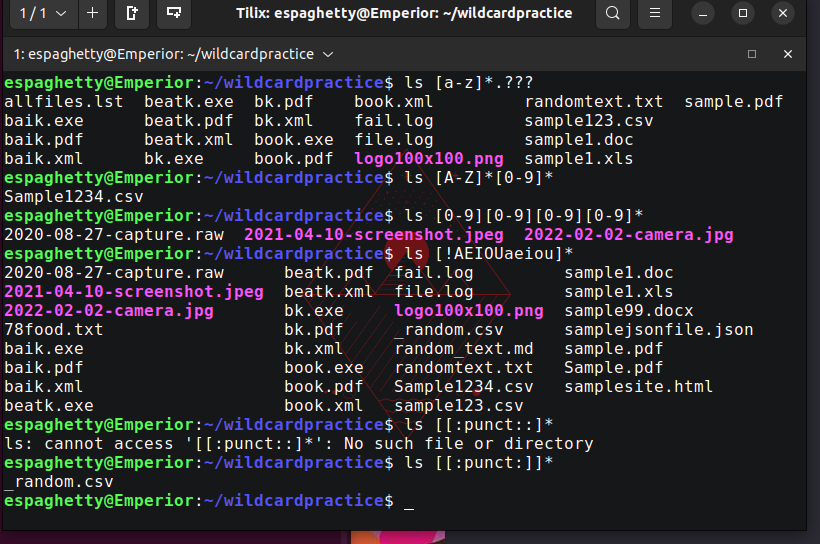 1 / 1
Tilix: espaghetty@Emperior: ~/wildcardpractice
1: espaghetty@Emperior: ~/wildcardpractice
espaghetty@Emperior:~/wildcardpractice$ ls [a-z]*.???
allfiles.lst  beatk.exe  bk.pdf    book.xml         randomtext.txt  sample.pdf
baik.exe      beatk.pdf  bk.xml    fail.log         sample123.csv
baik.pdf      beatk.xml  book.exe  file.log         sample1.doc
baik.xml      bk.exe     book.pdf  logo100x100.png  sample1.xls
espaghetty@Emperior:~/wildcardpractice$ ls [A-Z]*[0-9]*
Sample1234.csv
espaghetty@Emperior:~/wildcardpractice$ ls [0-9][0-9][0-9][0-9]*
2020-08-27-capture.raw  2021-04-10-screenshot.jpeg  2022-02-02-camera.jpg
espaghetty@Emperior:~/wildcardpractice$ ls [!AEIOUaeiou]*
2020-08-27-capture.raw      beatk.pdf  fail.log         sample1.doc
2021-04-10-screenshot.jpeg  beatk.xml  file.log         sample1.xls
2022-02-02-camera.jpg       bk.exe     logo100x100.png  sample99.docx
78food.txt                  bk.pdf     _random.csv      samplejsonfile.json
baik.exe                    bk.xml     random_text.md   sample.pdf
baik.pdf                    book.exe   randomtext.txt   Sample.pdf
baik.xml                    book.pdf   Sample1234.csv   samplesite.html
beatk.exe                   book.xml   sample123.csv
espaghetty@Emperior:~/wildcardpractice$ ls [[:punct::]*
ls: cannot access '[[:punct::]*': No such file or directory
espaghetty@Emperior:~/wildcardpractice$ ls [[:punct:]]*
_random.csv
espaghetty@Emperior:~/wildcardpractice$ _